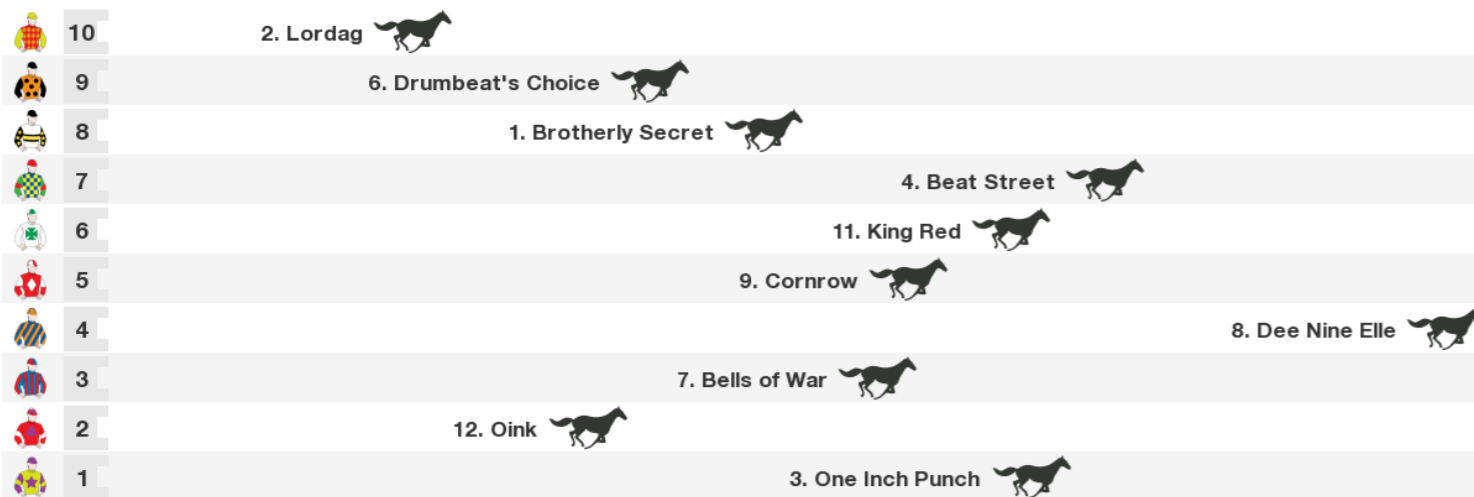 10 2. Lordag
9 6. Drumbeat's Choice
8 1. Brotherly Secret
7 4. Beat Street
6 11. King Red
5 9. Cornrow
4 8. Dee Nine Elle
3 7. Bells of War
2 12. Oink
1 3. One Inch Punch